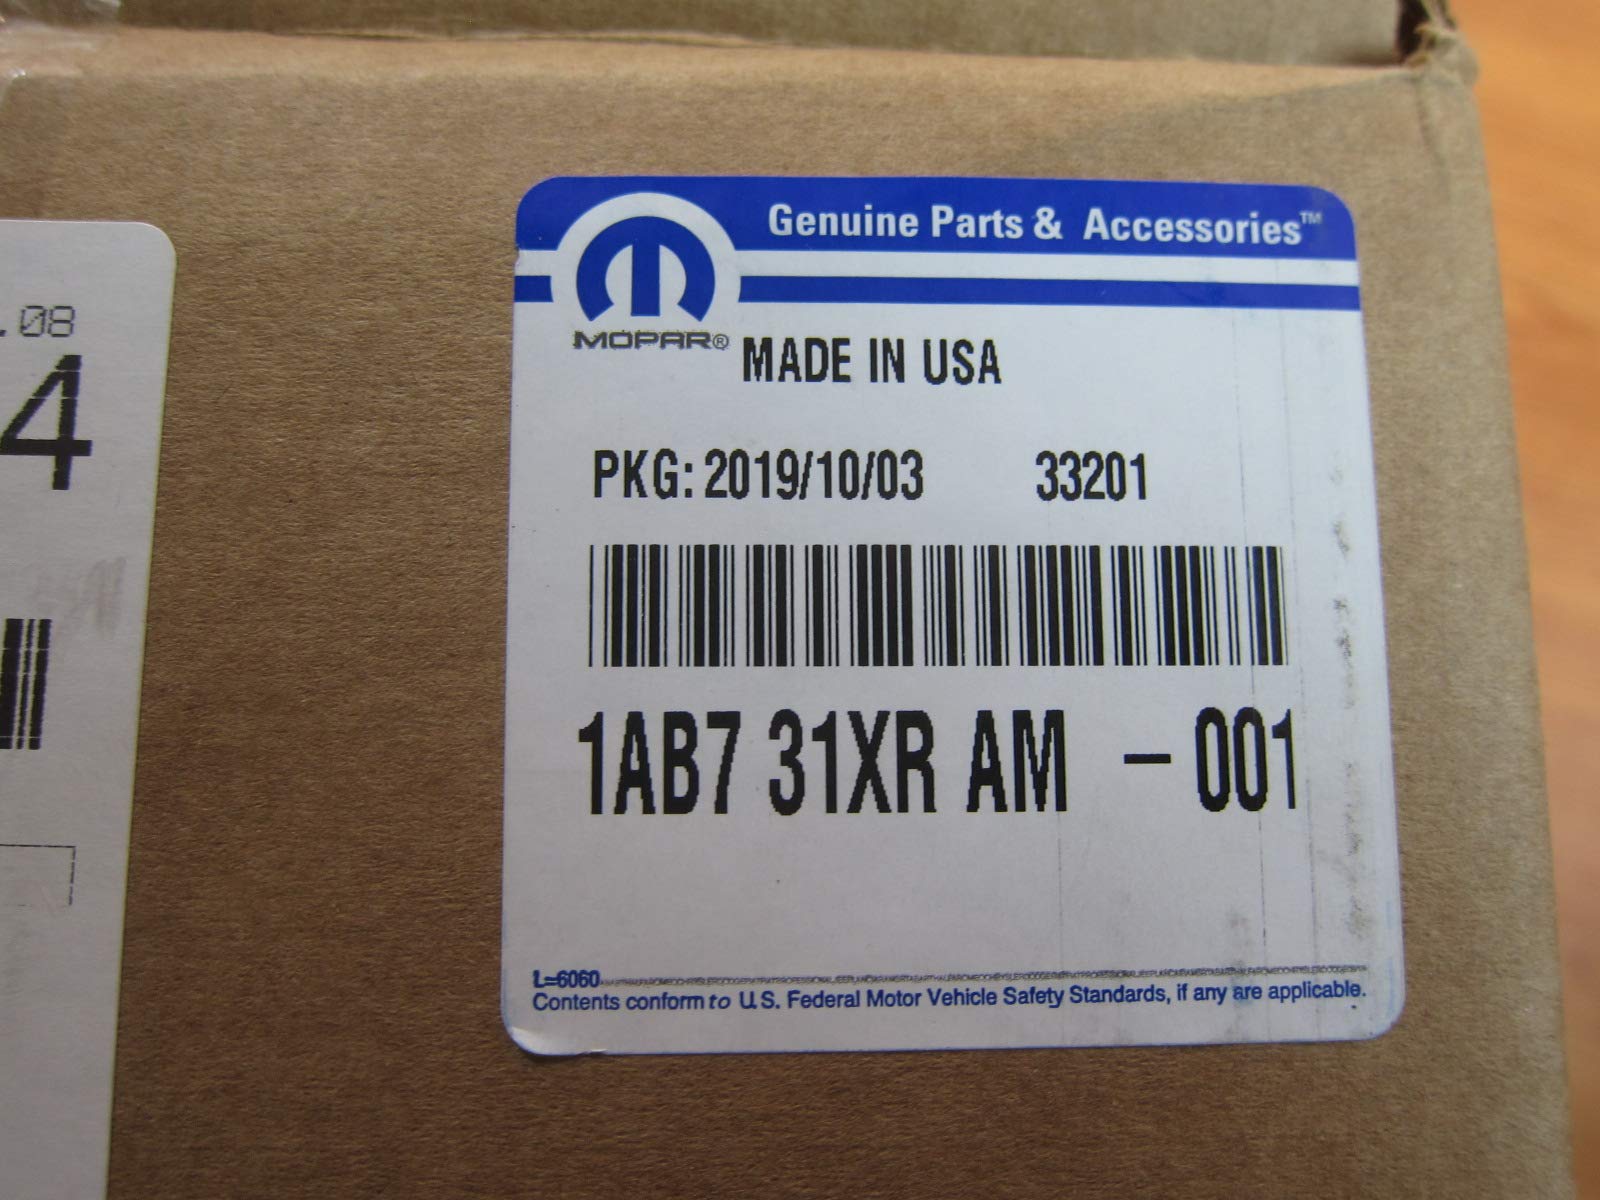 .08
4
Genuine Parts & Accessories™
MOPAR®
MADE IN USA
PKG: 2019/10/03 33201
1AB7 31XR AM – 001
L=6060
Contents conform to U.S. Federal Motor Vehicle Safety Standards, if any are applicable.